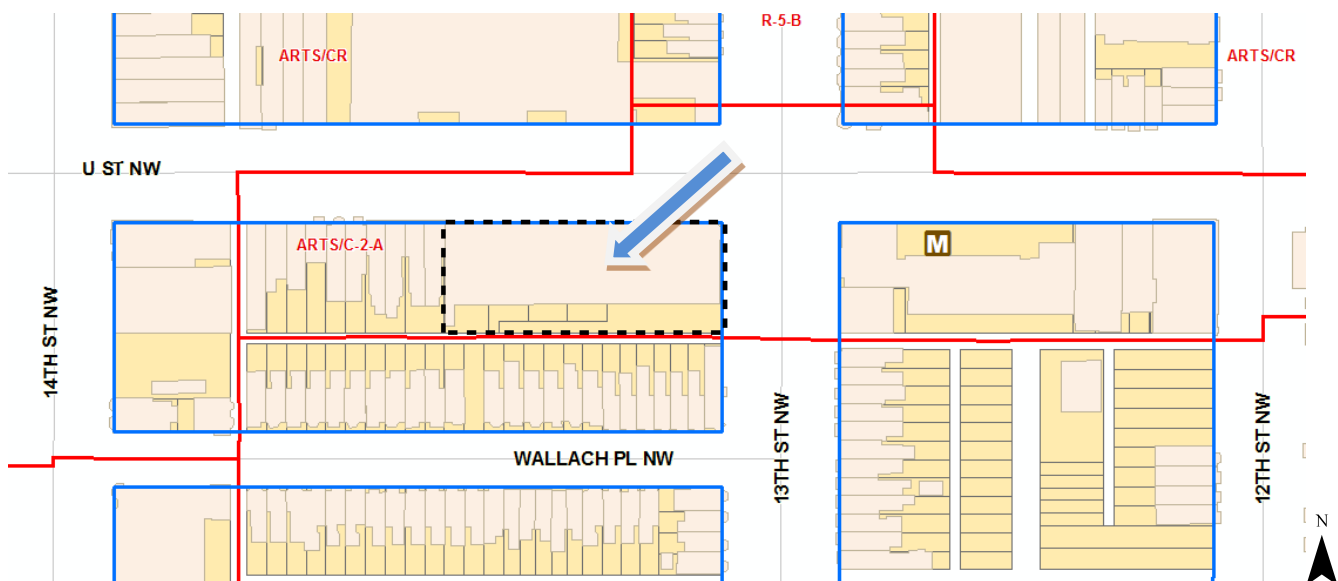 R-5-B
ARTS/CR
ARTS/CR
U ST NW
ARTS/C-2-A
M
14TH ST NW
13TH ST NW
12TH ST NW
WALLACH PL NW
N